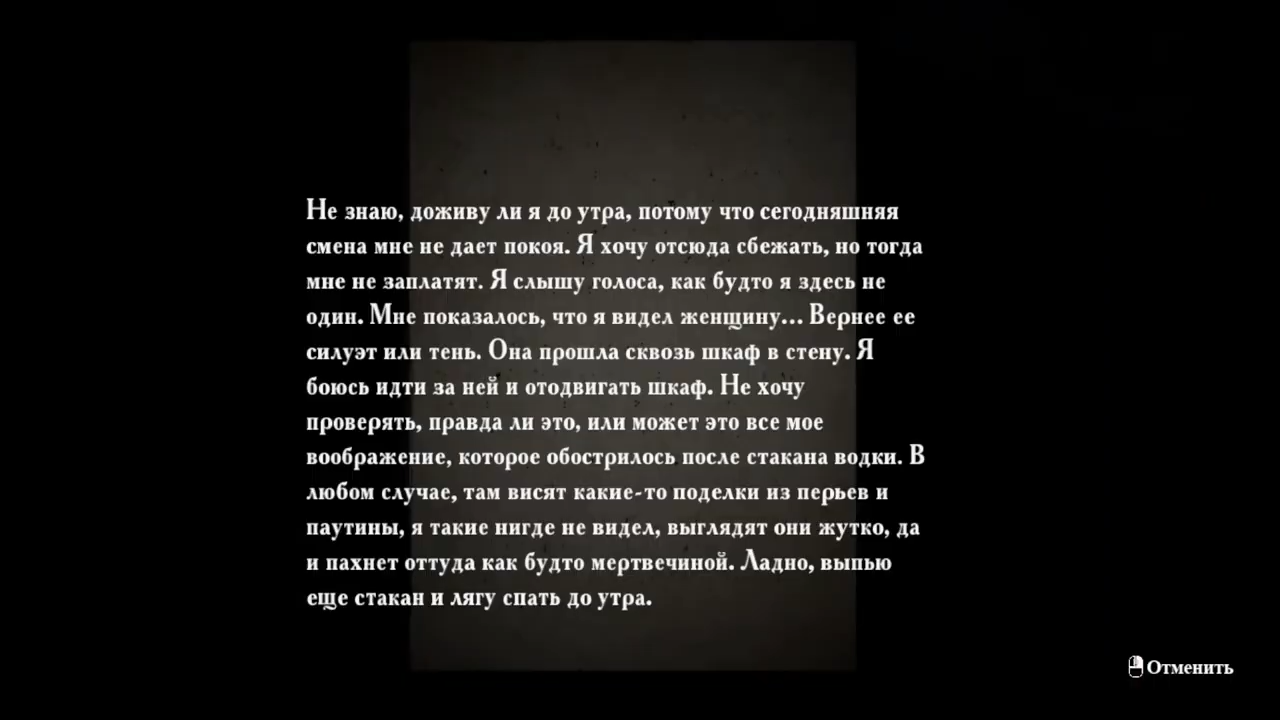 Не знаю, доживу ли я до утра, потому что сегодняшняя
смена мне не дает покоя. Я хочу отсюда сбежать, но тогда
мне не заплатят. Я слышу голоса, как будто я здесь не
один. Мне показалось, что я видел женщину... Вернее ее
силуэт или тень. Она прошла сквозь шкаф в стену. Я
боюсь идти за ней и отодвигать шкаф. Не хочу
проверять, правда ли это, или может это все мое
воображение, которое обострилось после стакана водки. В
любом случае, там висят какие-то поделки из перьев и
паутины, я такие нигде не видел, выглядят они жутко, да
и пахнет оттуда как будто мертвечиной. Ладно, выпью
еще стакан и лягу спать до утра.
Отменить